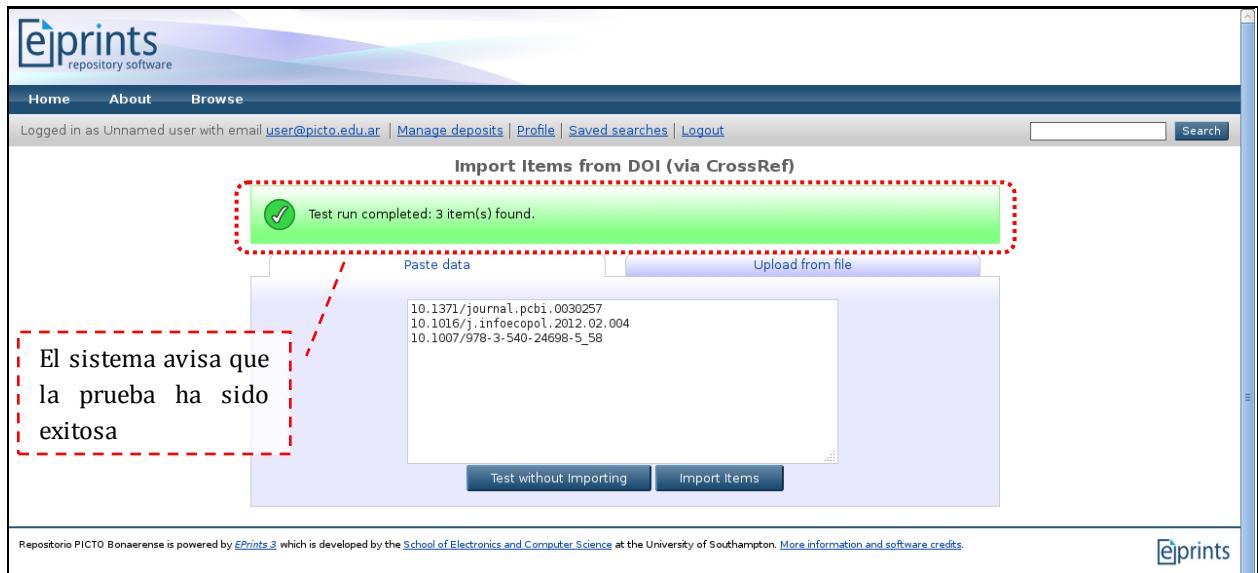 eprints
repository software
Home About Browse
Logged in as Unnamed user with email user@picto.edu.ar | Manage deposits | Profile | Saved searches | Logout
Search
Import Items from DOI (via CrossRef)
Test run completed: 3 item(s) found.
Paste data
Upload from file
10.1371/journal.pcbi.0030257
10.1016/j.infoecopol.2012.02.004
10.1007/978-3-540-24698-5_58
El sistema avisa que
la prueba ha sido
exitosa
Test without Importing
Import Items
Repositorio PICTO Bonaerense is powered by EPrints 3 which is developed by the School of Electronics and Computer Science at the University of Southampton. More information and software credits.
eprints